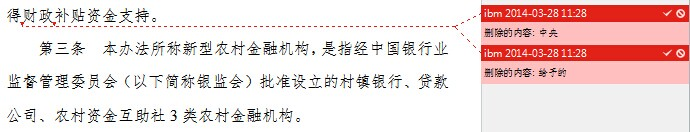 得财政补贴资金支持。
第三条 本办法所称新型农村金融机构，是指经中国银行业
监督管理委员会（以下简称银监会）批准设立的村镇银行、贷款
公司、农村资金互助社 3 类农村金融机构。
ibm 2014-03-28 11:28
删除的内容: 中央
ibm 2014-03-28 11:28
删除的内容: 给予的